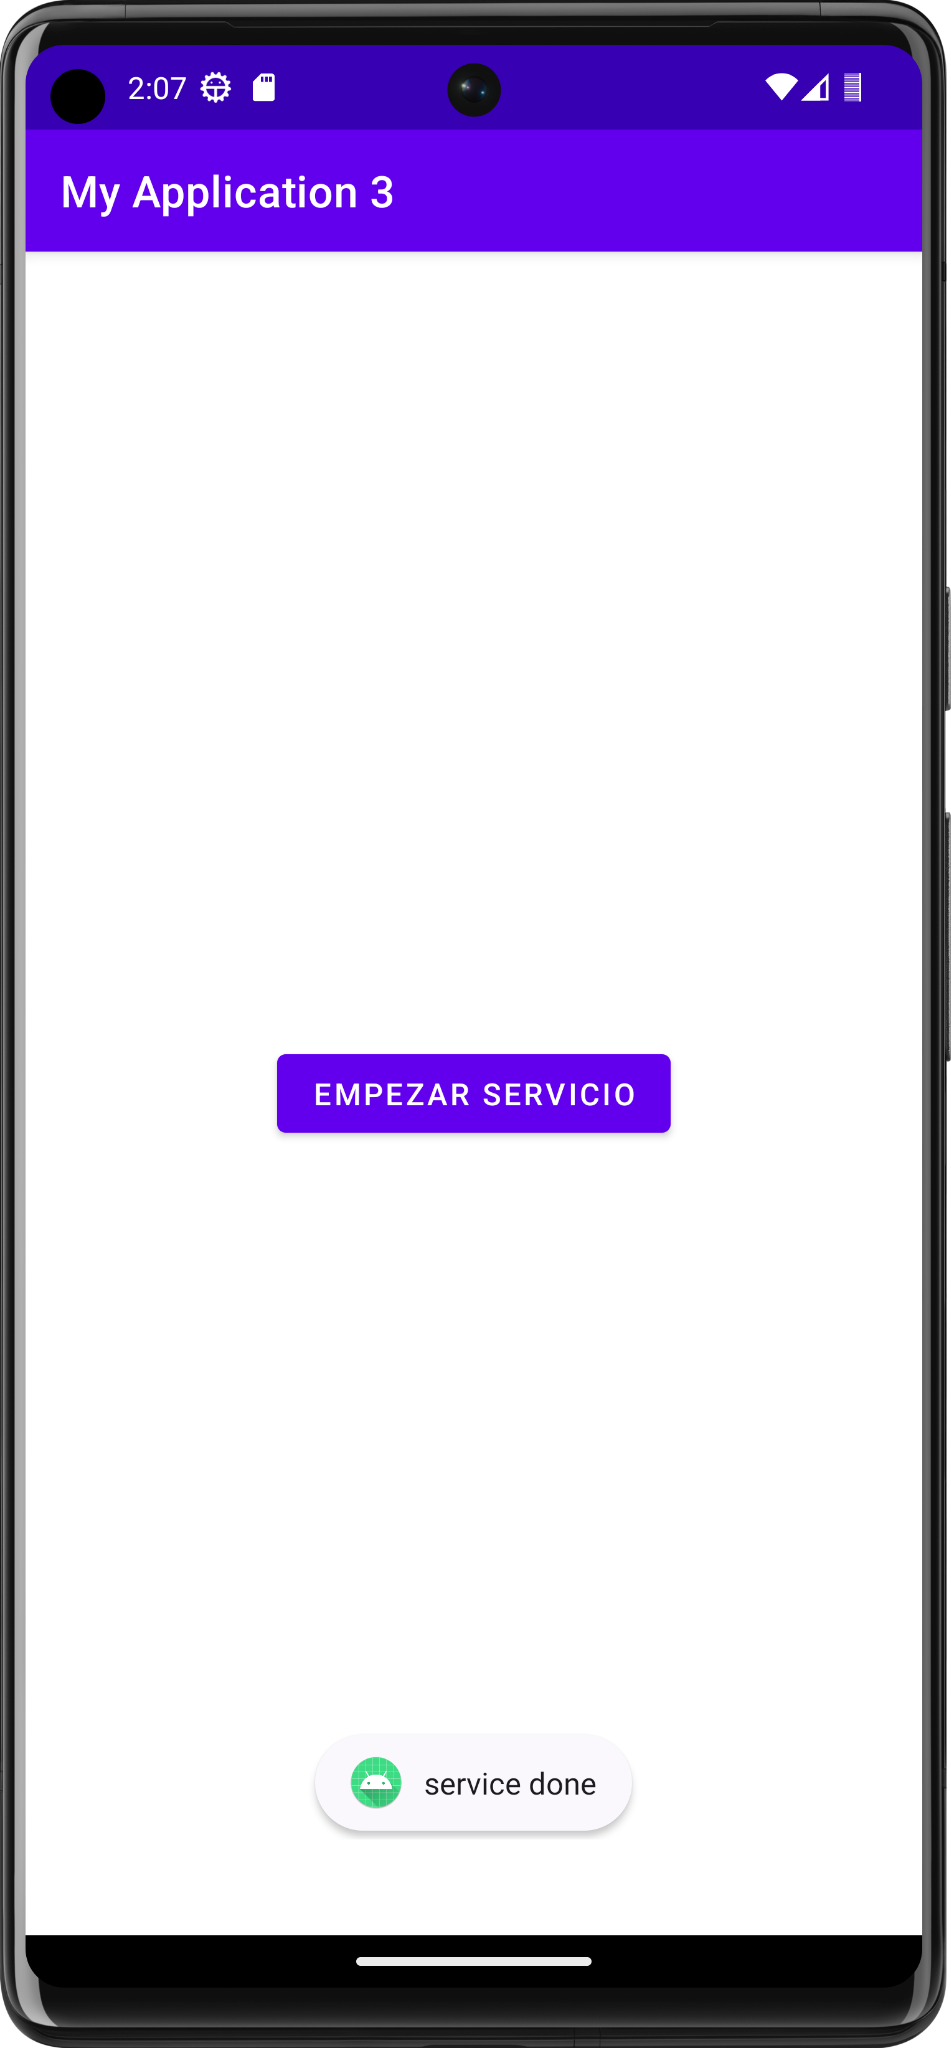 2:07
My Application 3
EMPEZAR SERVICIO
service done